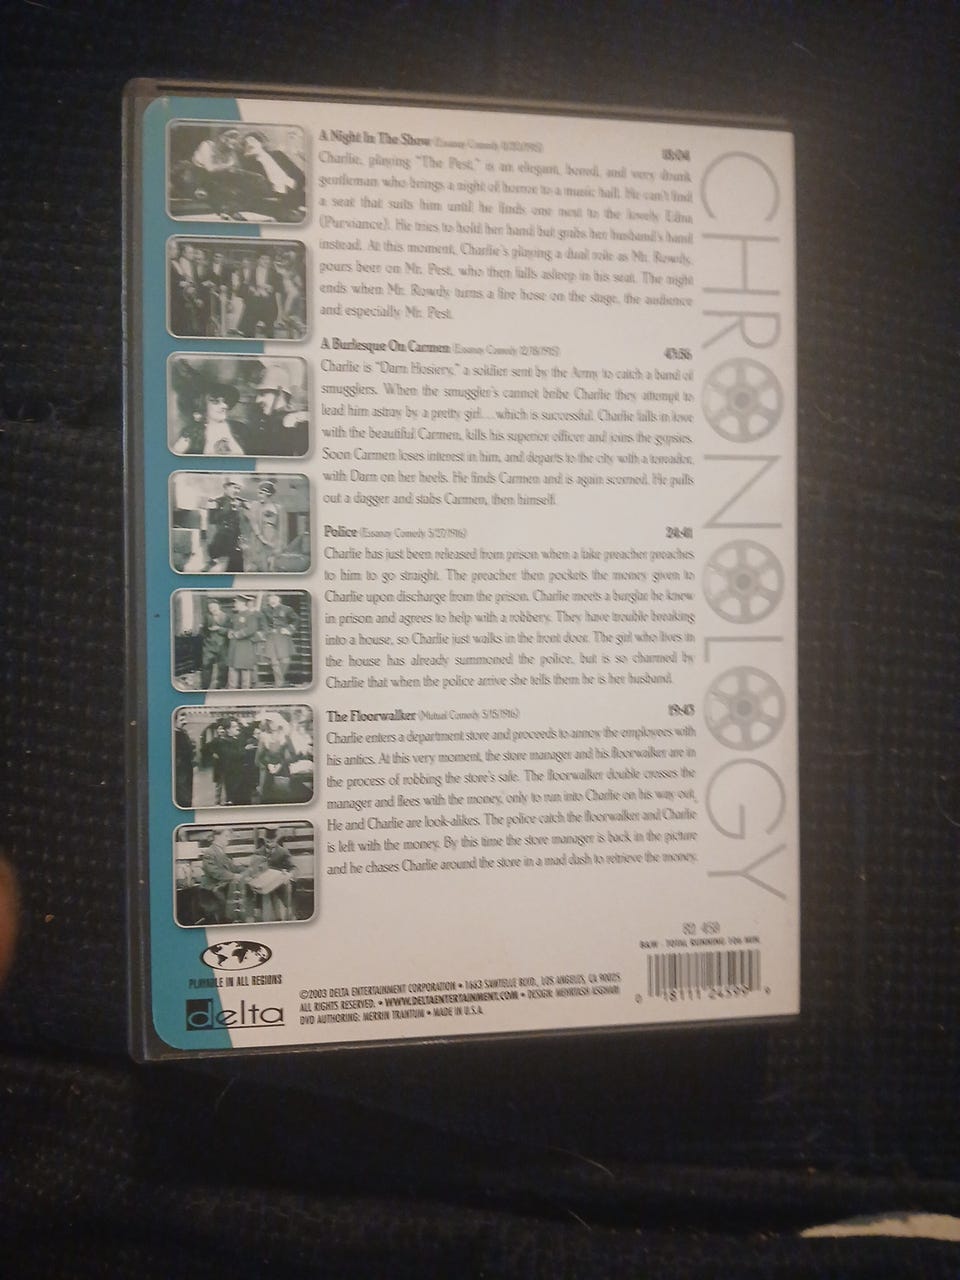 A Night In The Show (Essanay Comedy 11/20/1915) 18:04
Charlie, playing "The Pest," is an elegant, bored, and very drunk
gentleman who brings a night of horror to a music hall. He can't find
a seat that suits him until he finds one next to the lovely Edna
(Purviance). He tries to hold her hand but grabs her husband's hand
instead. At this moment, Charlie's playing a dual role as Mr. Rowdy,
pours beer on Mr. Pest, who then falls asleep in his seat. The night
ends when Mr. Rowdy turns a fire hose on the stage, the audience
and especially Mr. Pest.
A Burlesque On Carmen (Essanay Comedy 12/18/1915) 43:56
Charlie is "Darn Hosiery," a soldier sent by the Army to catch a band of
smugglers. When the smuggler's cannot bribe Charlie they attempt to
lead him astray by a pretty girl....which is successful. Charlie falls in love
with the beautiful Carmen, kills his superior officer and joins the gypsies.
Soon Carmen loses interest in him, and departs to the city with a toreador,
with Darn on her heels. He finds Carmen and is again scorned. He pulls
out a dagger and stabs Carmen, then himself.
Police (Essanay Comedy 5/27/1916) 24:41
Charlie has just been released from prison when a fake preacher preaches
to him to go straight. The preacher then pockets the money given to
Charlie upon discharge from the prison. Charlie meets a burglar he knew
in prison and agrees to help with a robbery. They have trouble breaking
into a house, so Charlie just walks in the front door. The girl who lives in
the house has already summoned the police, but is so charmed by
Charlie that when the police arrive she tells them he is her husband.
The Floorwalker (Mutual Comedy 5/15/1916) 19:43
Charlie enters a department store and proceeds to annoy the employees with
his antics. At this very moment, the store manager and his floorwalker are in
the process of robbing the store's safe. The floorwalker double crosses the
manager and flees with the money, only to run into Charlie on his way out.
He and Charlie are look-alikes. The police catch the floorwalker and Charlie
is left with the money. By this time the store manager is back in the picture
and he chases Charlie around the store in a mad dash to retrieve the money.
CHRONOLOGY
82 459
B&W · TOTAL RUNNING 106 MIN.
PLAYABLE IN ALL REGIONS
delta
©2003 DELTA ENTERTAINMENT CORPORATION • 1663 SAWTELLE BLVD., LOS ANGELES, CA 90025
ALL RIGHTS RESERVED. • WWW.DELTAENTERTAINMENT.COM • DESIGN:
DVD AUTHORING: MERRIN TRANTUM • MADE IN U.S.A.
0 18111 24599 0